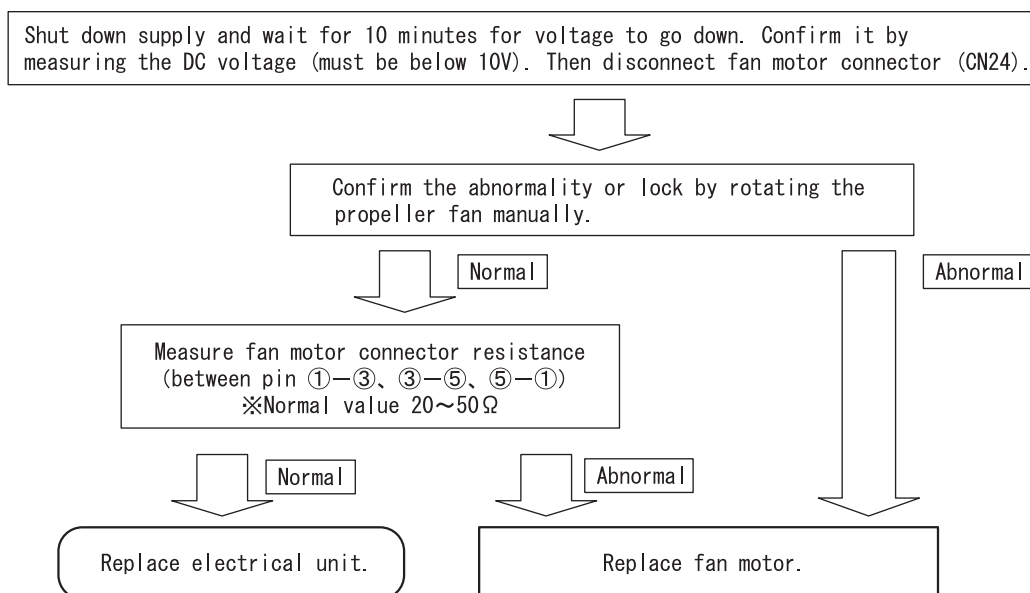 Shut down supply and wait for 10 minutes for voltage to go down. Confirm it by
measuring the DC voltage (must be below 10V). Then disconnect fan motor connector (CN24).
Confirm the abnormality or lock by rotating the
propeller fan manually.
Normal
Abnormal
Measure fan motor connector resistance
(between pin ①－③、③－⑤、⑤－①)
※Normal value 20～50Ω
Normal
Abnormal
Replace electrical unit.
Replace fan motor.